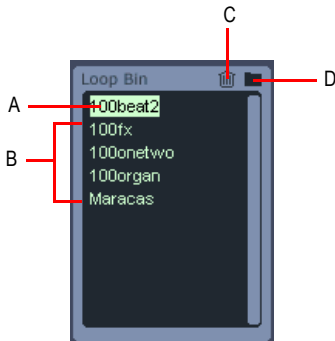 C
Loop Bin
D
A
100beat2
B
100fx
100onetwo
100organ
Maracas